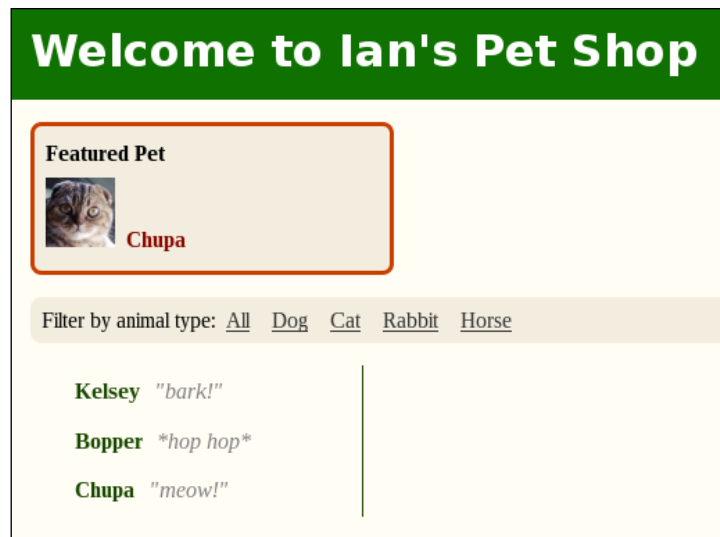 Welcome to Ian's Pet Shop
Featured Pet
Chupa
Filter by animal type: All Dog Cat Rabbit Horse
Kelsey "bark!"
Bopper *hop hop*
Chupa "meow!"